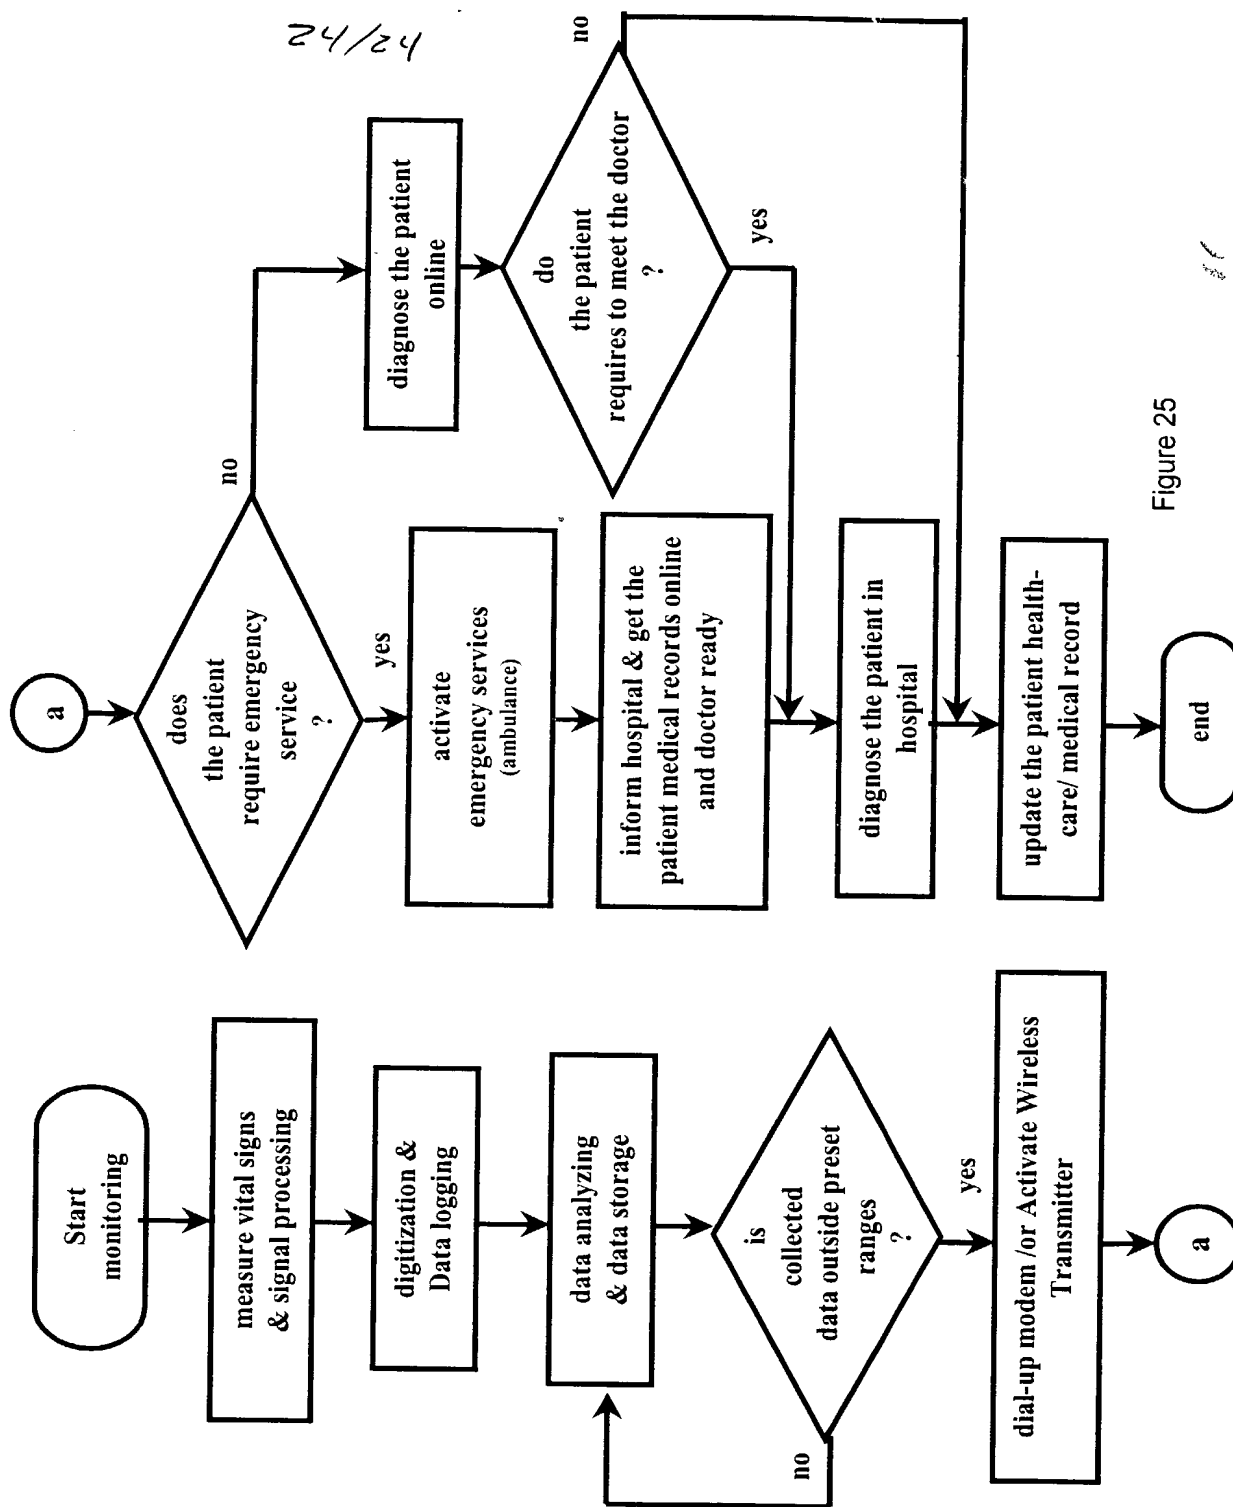 24/24
Start
monitoring
measure vital signs
& signal processing
digitization &
Data logging
data analyzing
& data storage
is
collected
data outside preset
ranges
?
no
yes
dial-up modem /or Activate Wireless
Transmitter
a
a
does
the patient
require emergency
service
?
no
yes
activate
emergency services
(ambulance)
inform hospital & get the
patient medical records online
and doctor ready
diagnose the patient
online
do
the patient
requires to meet the doctor
?
no
yes
diagnose the patient in
hospital
update the patient health-
care/ medical record
end
Figure 25